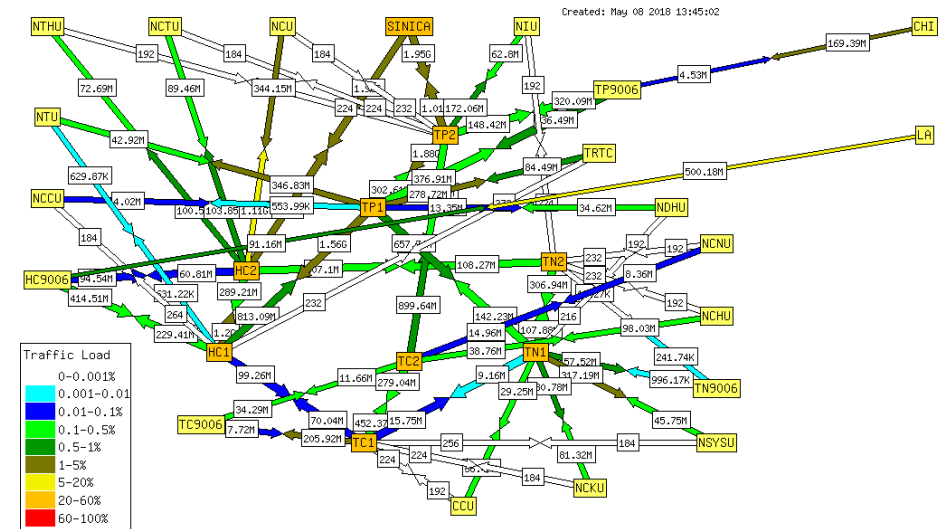 Created: May 08 2018 13:45:02
NTHU
NCTU
NCU
SINICA
NIU
CHI
192
184
184
1.95G
62.8M
192
169.39M
4.53M
72.69M
89.46M
344.15M
TP9006
224
224
232
172.06M
320.09M
NTU
148.42M
36.49M
TP2
LA
42.92M
TRTC
629.87K
376.91M
84.49M
500.18M
346.83M
278.72M
NCCU
4.02M
553.99K
TP1
13.35M
34.62M
NDHU
184
91.16M
1.56G
192
NCNU
192
HC9006
94.54M
60.81M
HC2
108.27M
TN2
232
232
8.36M
289.21M
306.94M
414.51M
531.22K
232
899.64M
192
264
813.09M
142.23M
216
NCHU
229.41M
14.96M
98.03M
HC1
38.76M
TN1
241.74K
Traffic Load
TC2
57.52M
0-0.001%
99.26M
11.66M
279.04M
9.16M
317.19M
996.17K
TN9006
0.001-0.01
29.25M
0.01-0.1%
34.29M
0.1-0.5%
TC9006
7.72M
70.04M
15.75M
45.75M
0.5-1%
205.92M
TC1
256
184
NSYSU
1-5%
224
224
81.32M
5-20%
192
184
NCKU
20-60%
CCU
60-100%